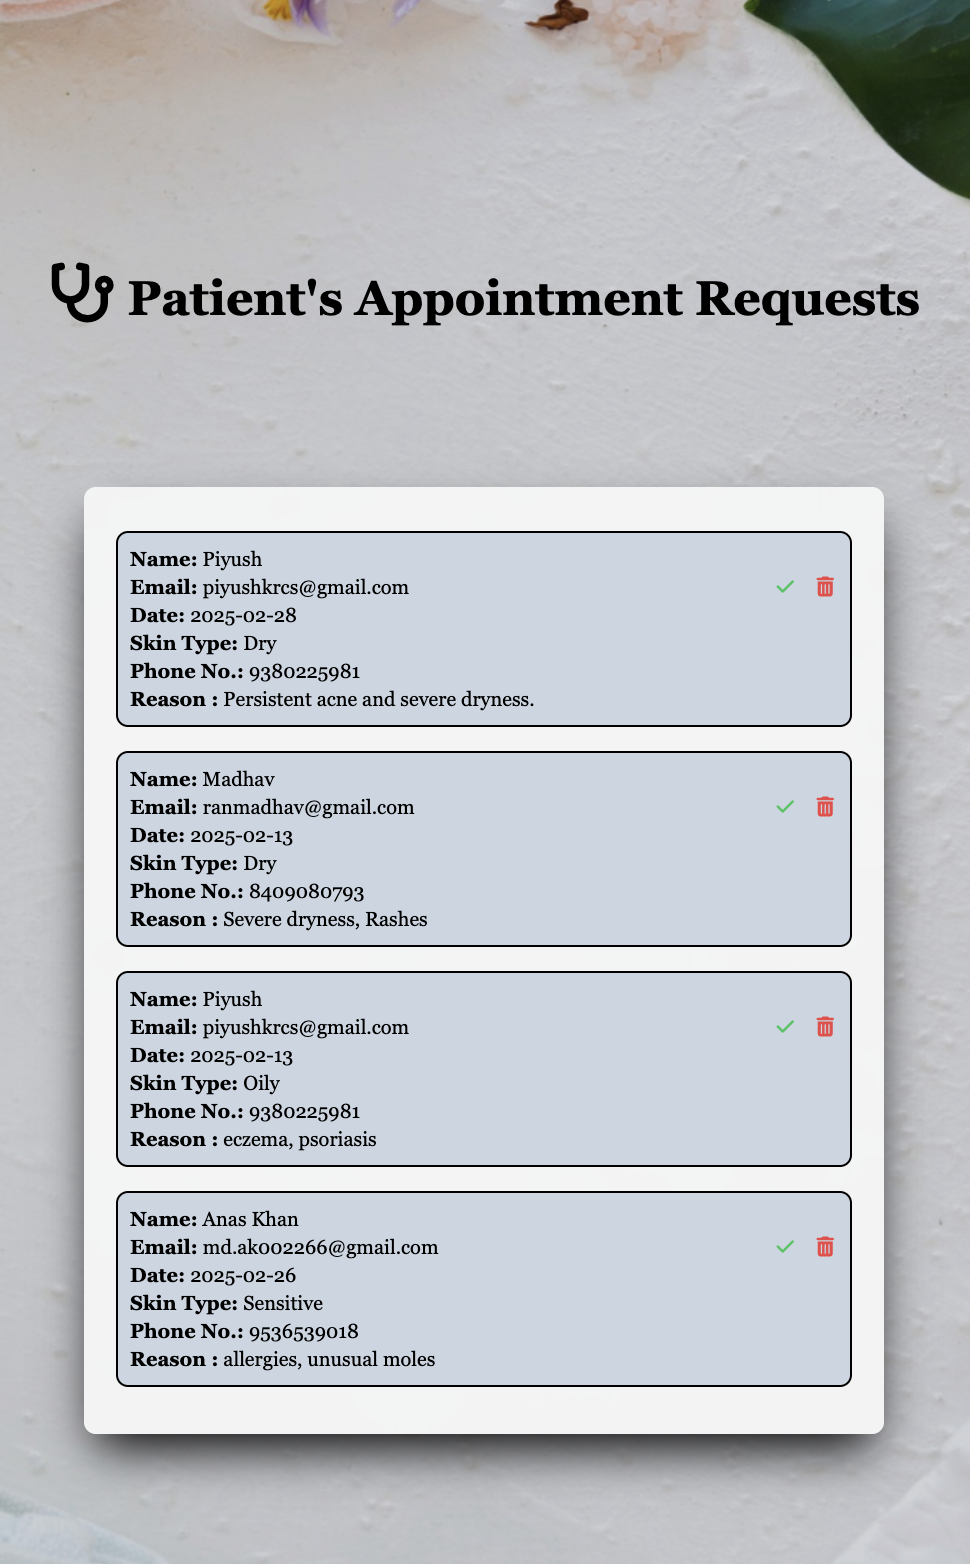 Patient's Appointment Requests
Name: Piyush
Email: piyushkrcs@gmail.com
Date: 2025-02-28
Skin Type: Dry
Phone No.: 9380225981
Reason : Persistent acne and severe dryness.
Name: Madhav
Email: ranmadhav@gmail.com
Date: 2025-02-13
Skin Type: Dry
Phone No.: 8409080793
Reason : Severe dryness, Rashes
Name: Piyush
Email: piyushkrcs@gmail.com
Date: 2025-02-13
Skin Type: Oily
Phone No.: 9380225981
Reason : eczema, psoriasis
Name: Anas Khan
Email: md.ak002266@gmail.com
Date: 2025-02-26
Skin Type: Sensitive
Phone No.: 9536539018
Reason : allergies, unusual moles